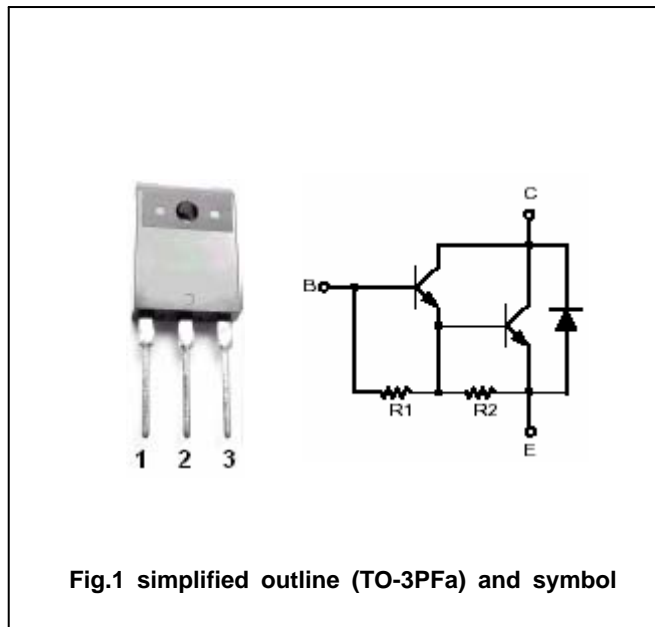 C
B
R1
R2
E
1 2 3
Fig.1 simplified outline (TO-3PFa) and symbol